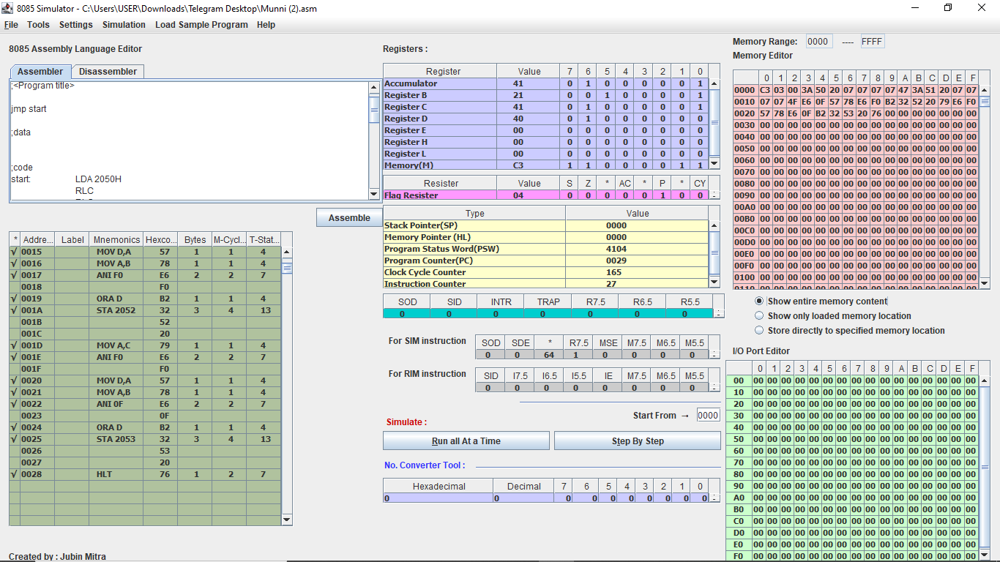 8085 Simulator - C:\Users\USER\Downloads\Telegram Desktop\Munni (2).asm
File Tools Settings Simulation Load Sample Program Help
8085 Assembly Language Editor
Assembler Disassembler
;<Program title>
jmp start
;data
;code
start: LDA 2050H
RLC
Assemble
* Addre... Label Mnemonics Hexco... Bytes M-Cycl... T-Stat...
√ 0015 MOV D,A 57 1 1 4
√ 0016 MOV A,B 78 1 1 4
√ 0017 ANI F0 E6 2 2 7
0018 F0
√ 0019 ORA D B2 1 1 4
√ 001A STA 2052 32 3 4 13
001B 52
001C 20
√ 001D MOV A,C 79 1 1 4
√ 001E ANI F0 E6 2 2 7
001F F0
√ 0020 MOV D,A 57 1 1 4
√ 0021 MOV A,B 78 1 1 4
√ 0022 ANI 0F E6 2 2 7
0023 0F
√ 0024 ORA D B2 1 1 4
√ 0025 STA 2053 32 3 4 13
0026 53
0027 20
√ 0028 HLT 76 1 2 7
Created by : Jubin Mitra
Registers :
Register Value 7 6 5 4 3 2 1 0
Accumulator 41 0 1 0 0 0 0 0 1
Register B 21 0 0 1 0 0 0 0 1
Register C 41 0 1 0 0 0 0 0 1
Register D 40 0 1 0 0 0 0 0 0
Register E 00 0 0 0 0 0 0 0 0
Register H 00 0 0 0 0 0 0 0 0
Register L 00 0 0 0 0 0 0 0 0
Memory(M) C3 1 1 0 0 0 0 1 1
Resister Value S Z * AC * P * CY
Flag Resister 04 0 0 0 0 0 1 0 0
Type Value
Stack Pointer(SP) 0000
Memory Pointer (HL) 0000
Program Status Word(PSW) 4104
Program Counter(PC) 0029
Clock Cycle Counter 165
Instruction Counter 27
SOD SID INTR TRAP R7.5 R6.5 R5.5
0 0 0 0 0 0 0
For SIM instruction
SOD SDE * R7.5 MSE M7.5 M6.5 M5.5
0 0 64 1 0 0 0 0
For RIM instruction
SID I7.5 I6.5 I5.5 IE M7.5 M6.5 M5.5
0 0 0 0 0 0 0 0
Start From → 0000
Simulate :
Run all At a Time Step By Step
No. Converter Tool :
Hexadecimal Decimal 7 6 5 4 3 2 1 0
0 0 0 0 0 0 0 0 0 0
Memory Range: 0000 ---- FFFF
Memory Editor
0 1 2 3 4 5 6 7 8 9 A B C D E F
0000 C3 03 00 3A 50 20 07 07 07 07 47 3A 51 20 07 07
0010 07 07 4F E6 0F 57 78 E6 F0 B2 32 52 20 79 E6 F0
0020 57 78 E6 0F B2 32 53 20 76 00 00 00 00 00 00 00
0030 00 00 00 00 00 00 00 00 00 00 00 00 00 00 00 00
0040 00 00 00 00 00 00 00 00 00 00 00 00 00 00 00 00
0050 00 00 00 00 00 00 00 00 00 00 00 00 00 00 00 00
0060 00 00 00 00 00 00 00 00 00 00 00 00 00 00 00 00
0070 00 00 00 00 00 00 00 00 00 00 00 00 00 00 00 00
0080 00 00 00 00 00 00 00 00 00 00 00 00 00 00 00 00
0090 00 00 00 00 00 00 00 00 00 00 00 00 00 00 00 00
00A0 00 00 00 00 00 00 00 00 00 00 00 00 00 00 00 00
00B0 00 00 00 00 00 00 00 00 00 00 00 00 00 00 00 00
00C0 00 00 00 00 00 00 00 00 00 00 00 00 00 00 00 00
00D0 00 00 00 00 00 00 00 00 00 00 00 00 00 00 00 00
00E0 00 00 00 00 00 00 00 00 00 00 00 00 00 00 00 00
00F0 00 00 00 00 00 00 00 00 00 00 00 00 00 00 00 00
0100 00 00 00 00 00 00 00 00 00 00 00 00 00 00 00 00
0110 00 00 00 00 00 00 00 00 00 00 00 00 00 00 00 00
Show entire memory content
Show only loaded memory location
Store directly to specified memory location
I/O Port Editor
0 1 2 3 4 5 6 7 8 9 A B C D E F
00 00 00 00 00 00 00 00 00 00 00 00 00 00 00 00 00
10 00 00 00 00 00 00 00 00 00 00 00 00 00 00 00 00
20 00 00 00 00 00 00 00 00 00 00 00 00 00 00 00 00
30 00 00 00 00 00 00 00 00 00 00 00 00 00 00 00 00
40 00 00 00 00 00 00 00 00 00 00 00 00 00 00 00 00
50 00 00 00 00 00 00 00 00 00 00 00 00 00 00 00 00
60 00 00 00 00 00 00 00 00 00 00 00 00 00 00 00 00
70 00 00 00 00 00 00 00 00 00 00 00 00 00 00 00 00
80 00 00 00 00 00 00 00 00 00 00 00 00 00 00 00 00
90 00 00 00 00 00 00 00 00 00 00 00 00 00 00 00 00
A0 00 00 00 00 00 00 00 00 00 00 00 00 00 00 00 00
B0 00 00 00 00 00 00 00 00 00 00 00 00 00 00 00 00
C0 00 00 00 00 00 00 00 00 00 00 00 00 00 00 00 00
D0 00 00 00 00 00 00 00 00 00 00 00 00 00 00 00 00
E0 00 00 00 00 00 00 00 00 00 00 00 00 00 00 00 00
F0 00 00 00 00 00 00 00 00 00 00 00 00 00 00 00 00